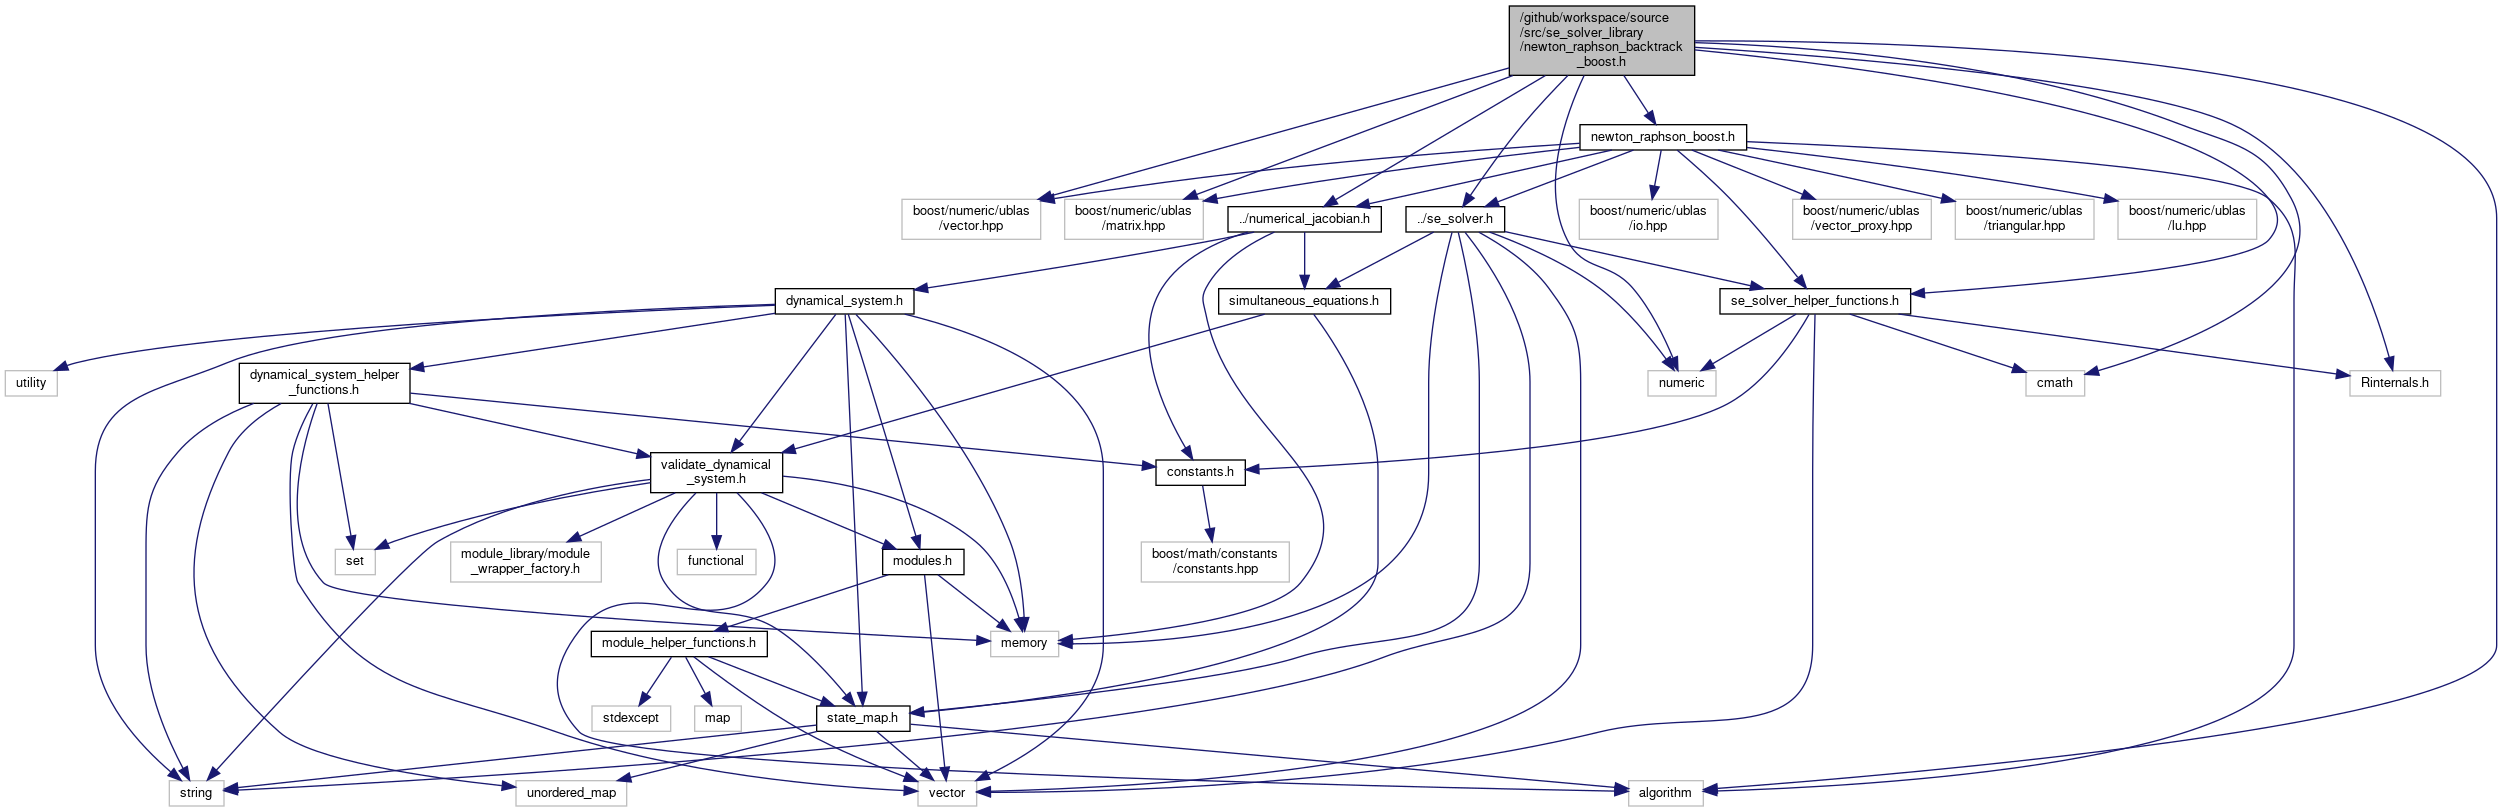 /github/workspace/source
/src/se_solver_library
/newton_raphson_backtrack
_boost.h
newton_raphson_boost.h
boost/numeric/ublas
/vector.hpp
boost/numeric/ublas
/matrix.hpp
../numerical_jacobian.h
../se_solver.h
boost/numeric/ublas
/io.hpp
boost/numeric/ublas
/vector_proxy.hpp
boost/numeric/ublas
/triangular.hpp
boost/numeric/ublas
/lu.hpp
dynamical_system.h
simultaneous_equations.h
se_solver_helper_functions.h
utility
dynamical_system_helper
_functions.h
numeric
cmath
Rinternals.h
validate_dynamical
_system.h
constants.h
set
module_library/module
_wrapper_factory.h
functional
modules.h
boost/math/constants
/constants.hpp
module_helper_functions.h
memory
stdexcept
map
state_map.h
string
unordered_map
vector
algorithm